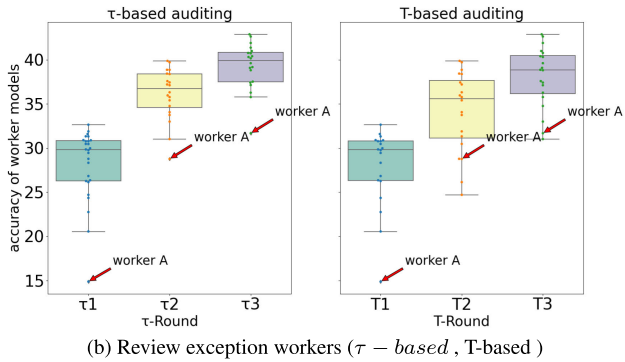 τ-based auditing
T-based auditing
accuracy of worker models
40
35
30
25
20
15
worker A
worker A
worker A
worker A
worker A
worker A
τ1
τ2
τ3
T1
T2
T3
τ-Round
T-Round
(b) Review exception workers (τ − based , T-based )